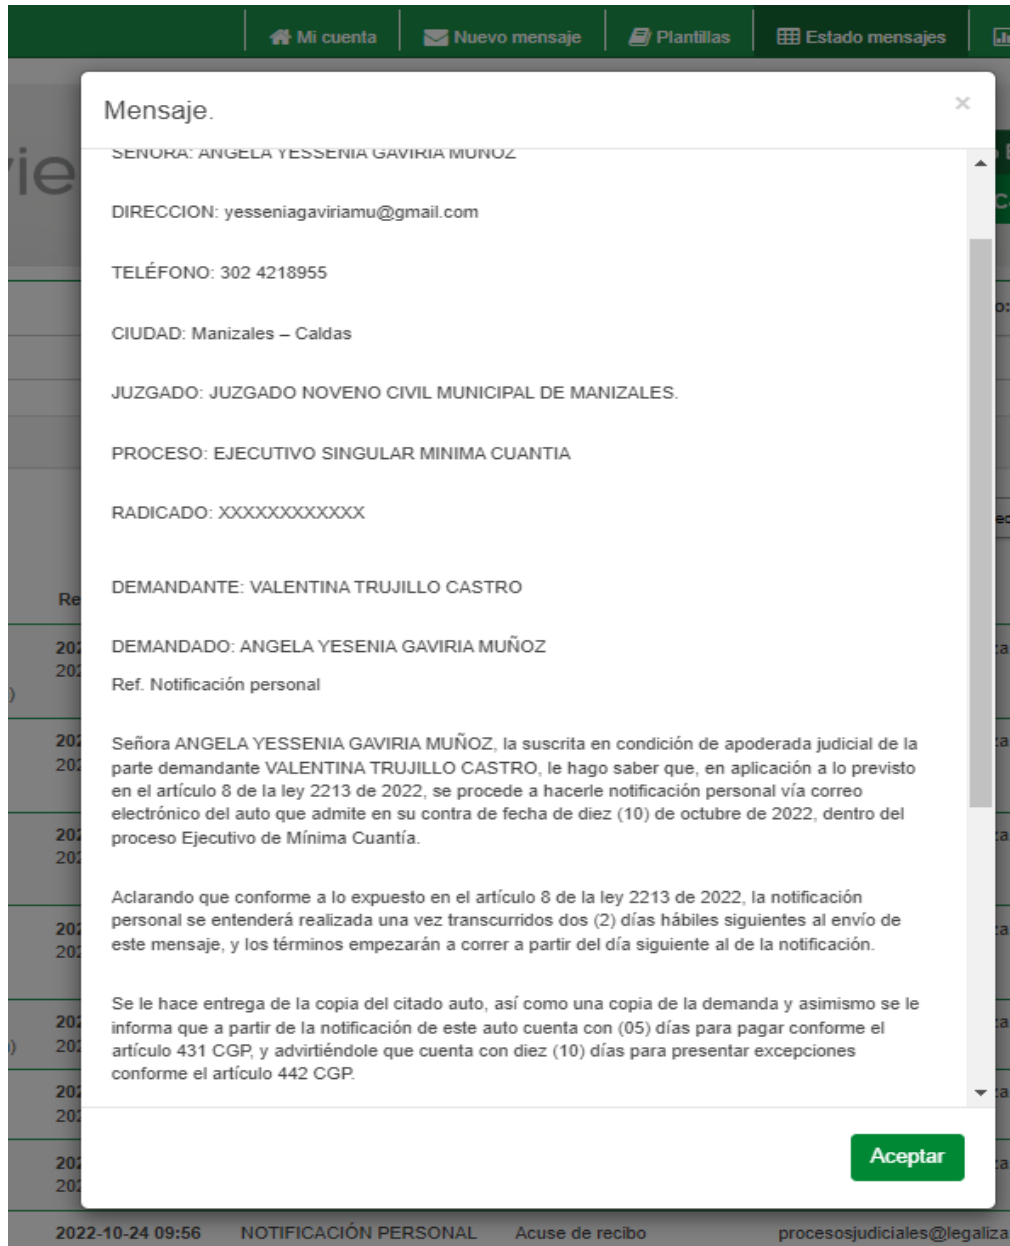 Mi cuenta Nuevo mensaje Plantillas Estado mensajes
Mensaje. ×
vie
SEÑORA: ANGELA YESSENIA GAVIRIA MUÑOZ
DIRECCION: yesseniagaviriamu@gmail.com
TELÉFONO: 302 4218955
CIUDAD: Manizales – Caldas
JUZGADO: JUZGADO NOVENO CIVIL MUNICIPAL DE MANIZALES.
PROCESO: EJECUTIVO SINGULAR MINIMA CUANTIA
RADICADO: XXXXXXXXXXXX
DEMANDANTE: VALENTINA TRUJILLO CASTRO
DEMANDADO: ANGELA YESENIA GAVIRIA MUÑOZ
Ref. Notificación personal
Señora ANGELA YESSENIA GAVIRIA MUÑOZ, la suscrita en condición de apoderada judicial de la
parte demandante VALENTINA TRUJILLO CASTRO, le hago saber que, en aplicación a lo previsto
en el artículo 8 de la ley 2213 de 2022, se procede a hacerle notificación personal vía correo
electrónico del auto que admite en su contra de fecha de diez (10) de octubre de 2022, dentro del
proceso Ejecutivo de Mínima Cuantía.
Aclarando que conforme a lo expuesto en el artículo 8 de la ley 2213 de 2022, la notificación
personal se entenderá realizada una vez transcurridos dos (2) días hábiles siguientes al envío de
este mensaje, y los términos empezarán a correr a partir del día siguiente al de la notificación.
Se le hace entrega de la copia del citado auto, así como una copia de la demanda y asimismo se le
informa que a partir de la notificación de este auto cuenta con (05) días para pagar conforme el
artículo 431 CGP, y advirtiéndole que cuenta con diez (10) días para presentar excepciones
conforme el artículo 442 CGP.
Aceptar
2022-10-24 09:56 NOTIFICACIÓN PERSONAL Acuse de recibo procesosjudiciales@legaliza